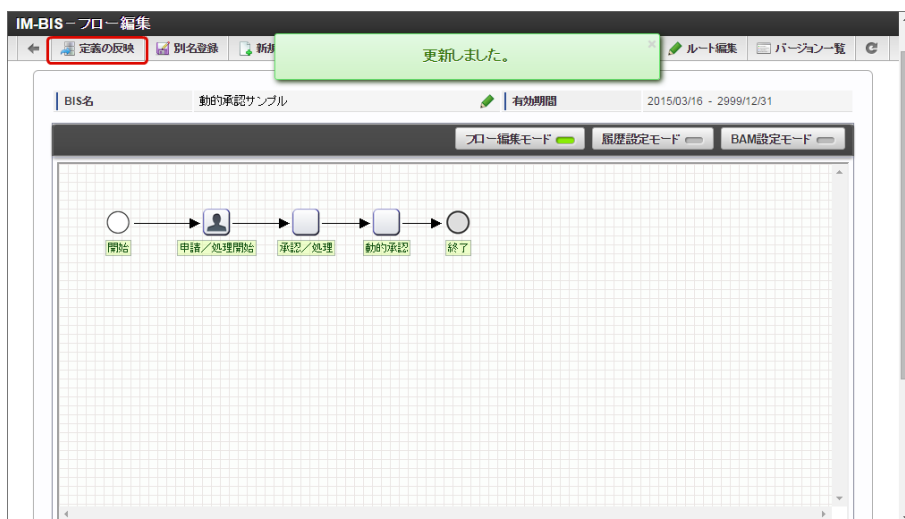 IM-BIS－フロー編集
定義の反映 別名登録 新規 ルート編集 バージョン一覧
更新しました。
BIS名 動的承認サンプル 有効期間 2015/03/16 - 2999/12/31
フロー編集モード 履歴設定モード BAM設定モード
開始 申請／処理開始 承認／処理 動的承認 終了